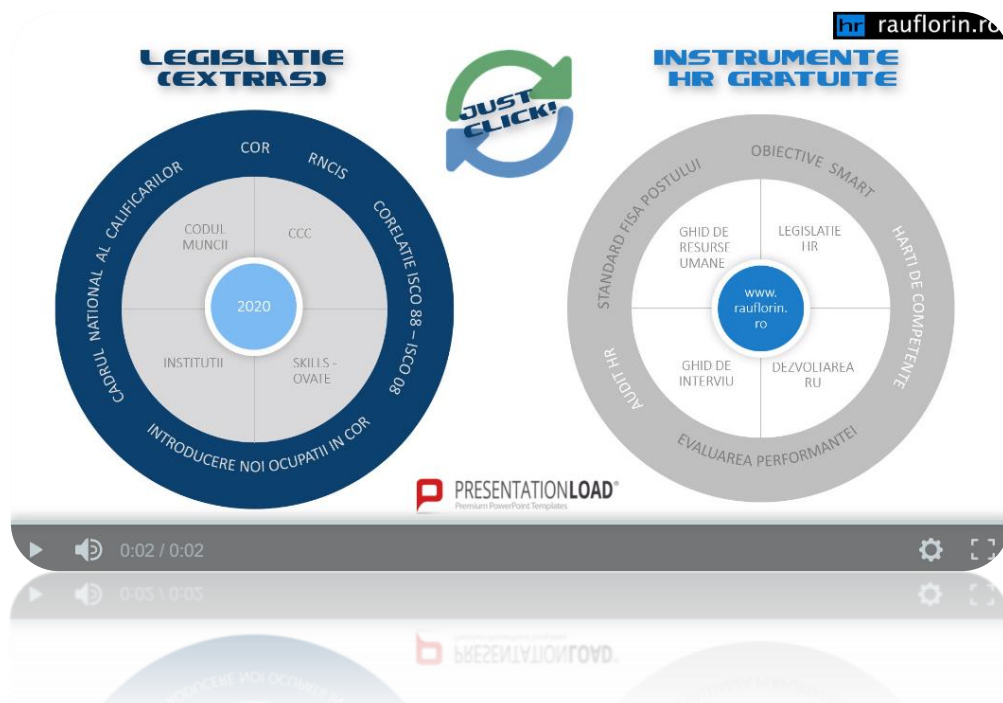 hr rauflorin.ro
LEGISLATIE
(EXTRAS)
JUST
CLICK!
INSTRUMENTE
HR GRATUITE
CADRUL NATIONAL AL CALIFICARILOR
COR
RNCIS
CORELATIE ISCO 88 – ISCO 08
INTRODUCERE NOI OCUPATII IN COR
CODUL
MUNCII
CCC
2020
INSTITUTII
SKILLS -
OVATE
STANDARD FISA POSTULUI
OBIECTIVE SMART
HARTI DE COMPETENTE
EVALUAREA PERFORMANTEI
AUDIT HR
GHID DE
RESURSE
UMANE
LEGISLATIE
HR
www.
rauflorin.
ro
GHID DE
INTERVIU
DEZVOLTAREA
RU
PRESENTATIONLOAD®
Premium PowerPoint Templates
0:02 / 0:02